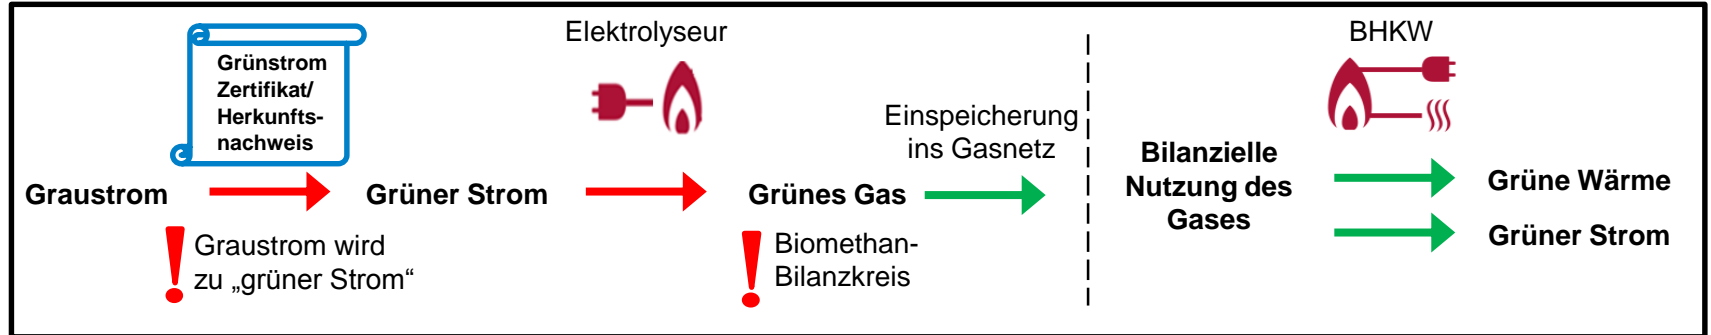 Grünstrom
Zertifikat/
Herkunfts-
nachweis
Elektrolyseur
BHKW
Einspeicherung
ins Gasnetz
Graustrom
Grüner Strom
Grünes Gas
Bilanzielle
Nutzung des
Gases
Grüne Wärme
Grüner Strom
Graustrom wird
zu „grüner Strom“
Biomethan-
Bilanzkreis